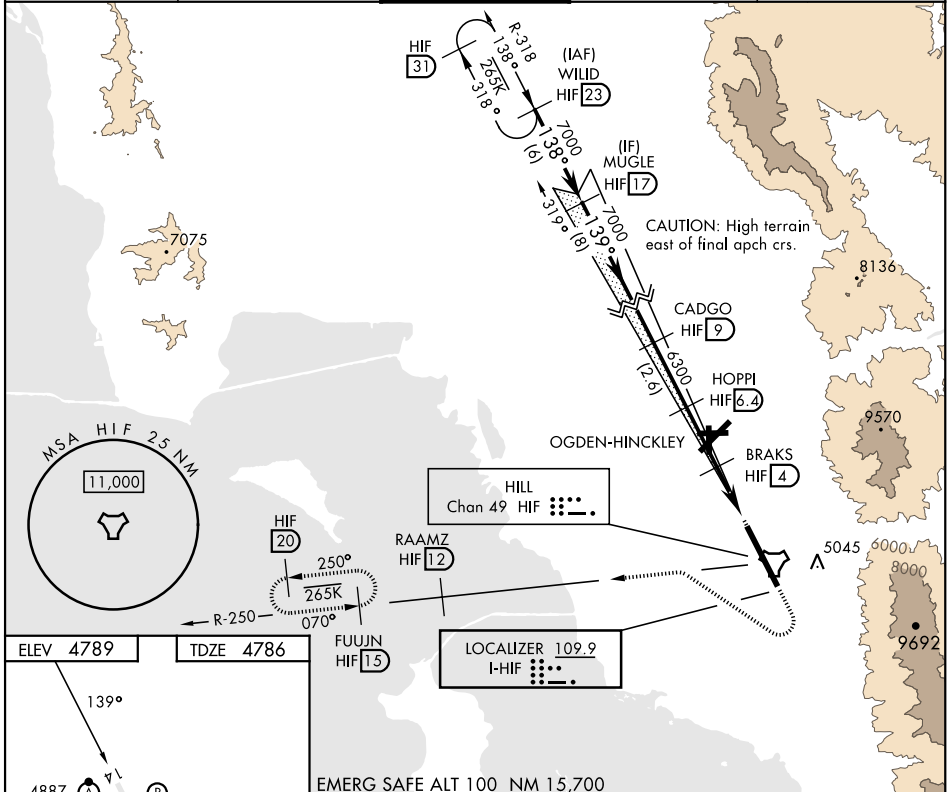 R-318
138°
HIF
31
265K
318°
(IAF)
WILID
HIF 23
7000
138°
(6)
(IF)
MUGLE
HIF 17
7000
319°
(8)
139°
CAUTION: High terrain
east of final apch crs.
7075
8136
CADGO
HIF 9
6300
(2.6)
HOPPI
HIF 6.4
OGDEN-HINCKLEY
9570
BRAKS
HIF 4
MSA HIF 25 NM
11,000
HILL
Chan 49 HIF
HIF
20
250°
265K
070°
R-250
RAAMZ
HIF 12
FUUJN
HIF 15
5045
6000
8000
9692
LOCALIZER 109.9
I-HIF
ELEV 4789
TDZE 4786
139°
14
4887
A
EMERG SAFE ALT 100 NM 15,700